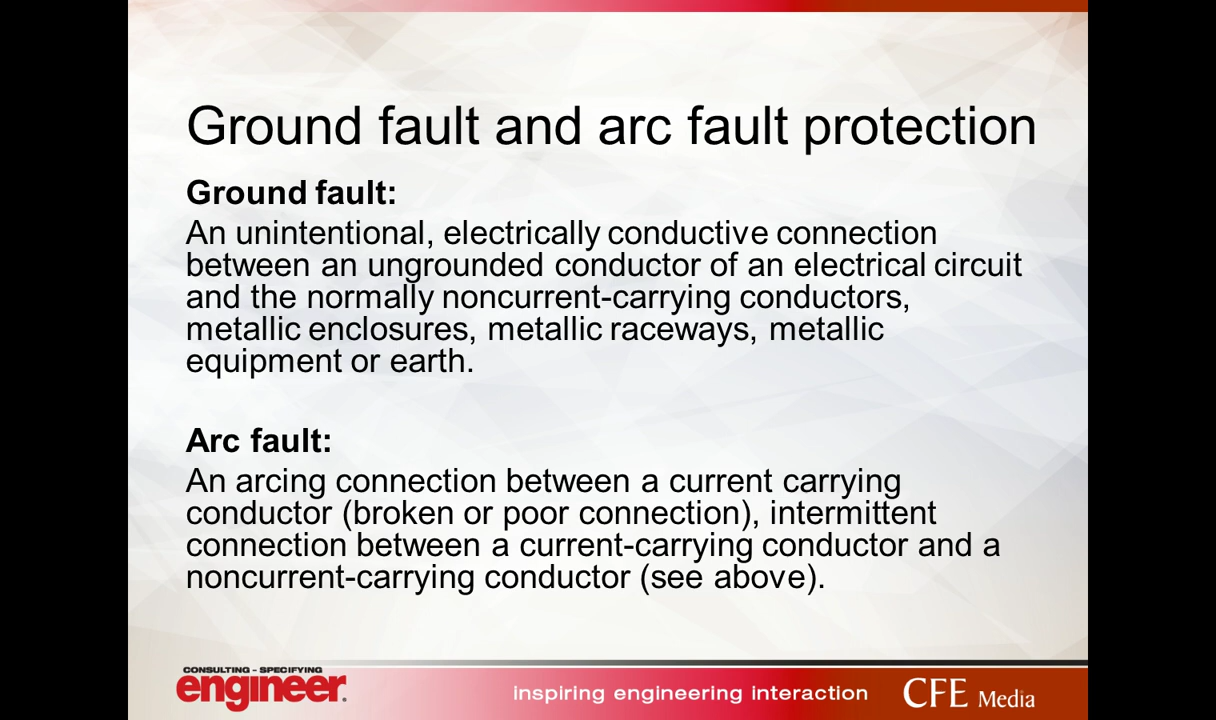 Ground fault and arc fault protection
Ground fault:
An unintentional, electrically conductive connection
between an ungrounded conductor of an electrical circuit
and the normally noncurrent-carrying conductors,
metallic enclosures, metallic raceways, metallic
equipment or earth.
Arc fault:
An arcing connection between a current carrying
conductor (broken or poor connection), intermittent
connection between a current-carrying conductor and a
noncurrent-carrying conductor (see above).
CONSULTING - SPECIFYING
engineer.
inspiring engineering interaction
CFE Media